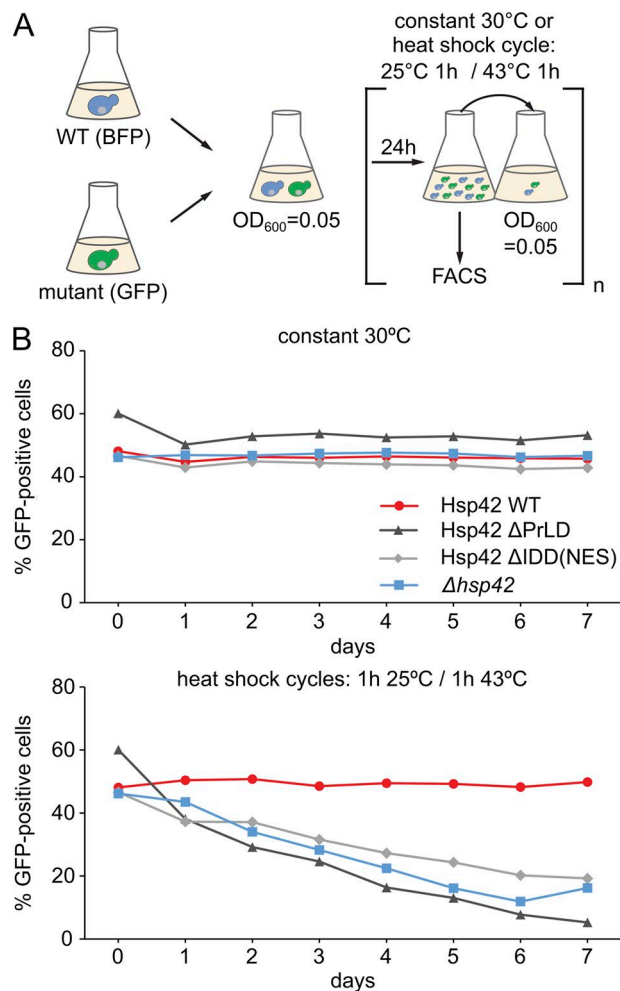 A
constant 30°C or
heat shock cycle:
25°C 1h / 43°C 1h
WT (BFP)
24h
OD600=0.05
OD600
=0.05
mutant (GFP)
FACS
n
B
constant 30ºC
% GFP-positive cells
80
60
40
20
0
Hsp42 WT
Hsp42 ΔPrLD
Hsp42 ΔIDD(NES)
Δhsp42
0 1 2 3 4 5 6 7
days
heat shock cycles: 1h 25ºC / 1h 43ºC
% GFP-positive cells
80
60
40
20
0
0 1 2 3 4 5 6 7
days